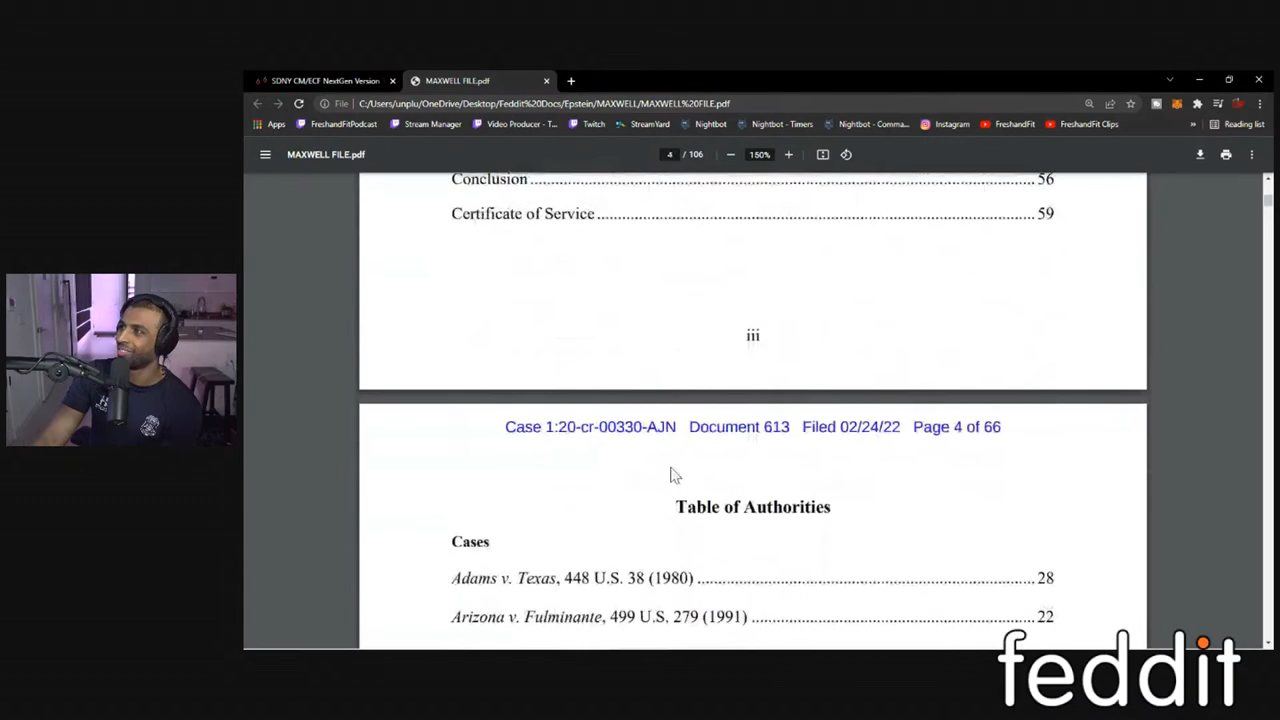 SDNY CM/ECF NextGen Version
MAXWELL FILE.pdf
File
C:/Users/unplu/OneDrive/Desktop/Feddit%20Docs/Epstein/MAXWELL/MAXWELL%20FILE.pdf
Apps
FreshandFitPodcast
Stream Manager
Video Producer - T...
Twitch
StreamYard
Nightbot
Nightbot - Timers
Nightbot - Comma...
Instagram
FreshandFit
FreshandFit Clips
»
Reading list
MAXWELL FILE.pdf
4 / 106
150%
Conclusion ........................................ 56
Certificate of Service ........................................ 59
iii
Case 1:20-cr-00330-AJN Document 613 Filed 02/24/22 Page 4 of 66
Table of Authorities
Cases
Adams v. Texas, 448 U.S. 38 (1980) ........................................ 28
Arizona v. Fulminante, 499 U.S. 279 (1991) ........................................ 22
feddit